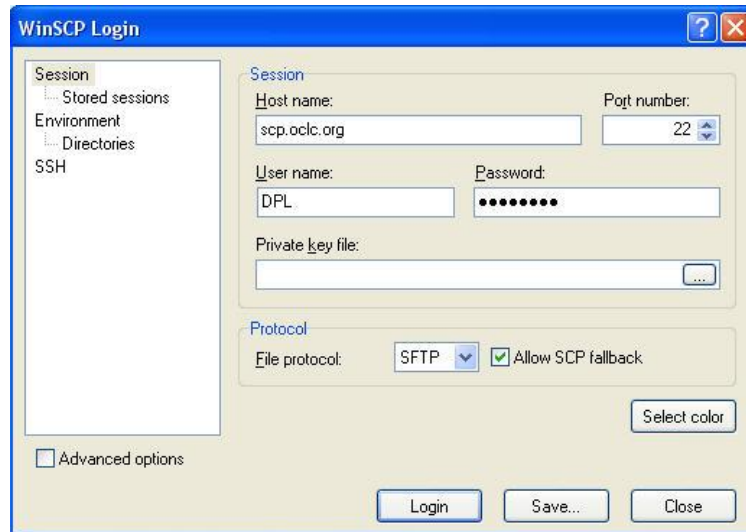 WinSCP Login
Session
Stored sessions
Environment
Directories
SSH
Advanced options
Session
Host name:
Port number:
scp.oclc.org
22
User name:
Password:
DPL
●●●●●●●●
Private key file:
...
Protocol
File protocol:
SFTP
Allow SCP fallback
Select color
Login
Save...
Close